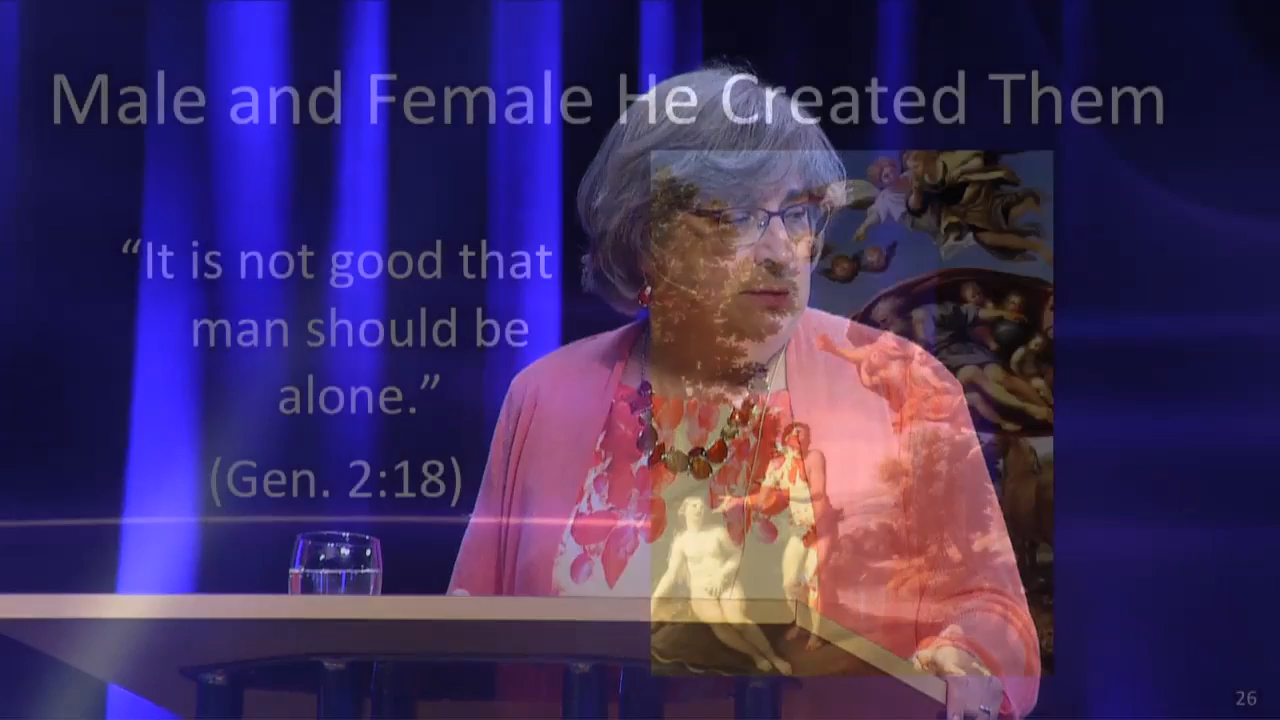 Male and Female He Created Them
“It is not good that
man should be
alone.”
(Gen. 2:18)
26